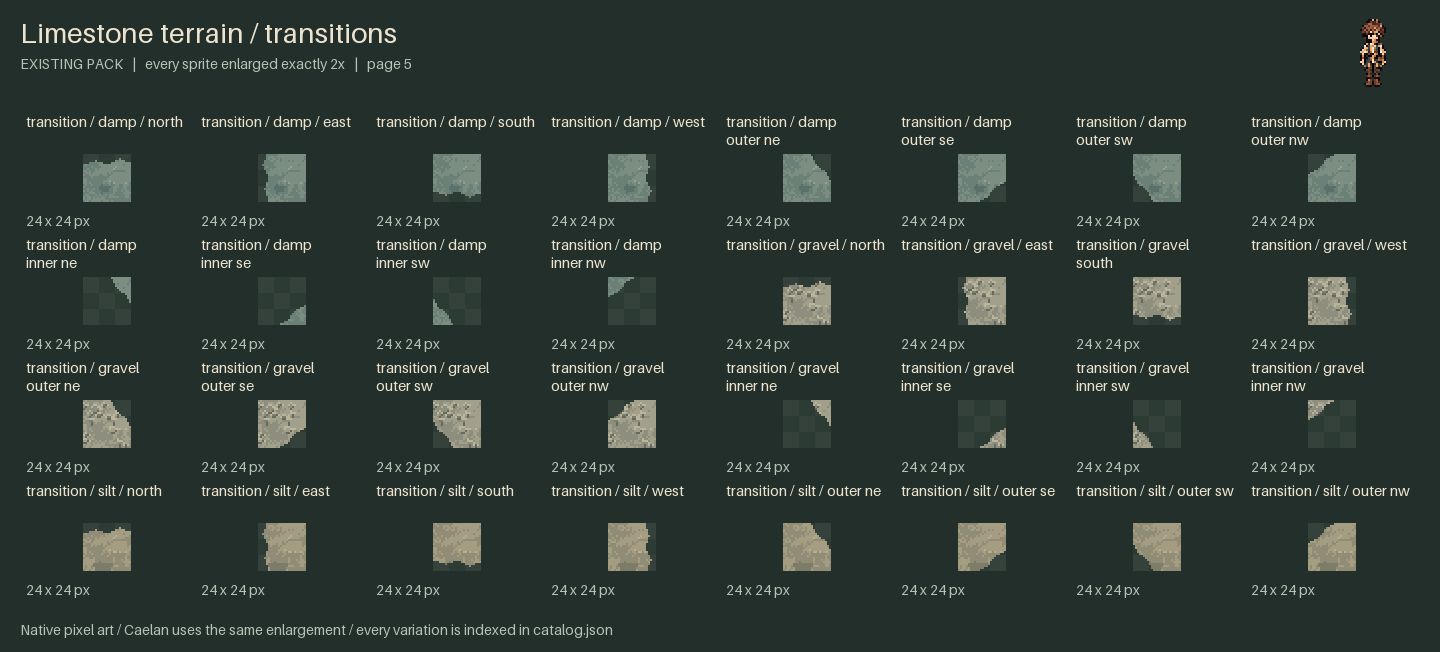 Limestone terrain / transitions
EXISTING PACK | every sprite enlarged exactly 2x | page 5
transition / damp / north
transition / damp / east
transition / damp / south
transition / damp / west
transition / damp
outer ne
transition / damp
outer se
transition / damp
outer sw
transition / damp
outer nw
24 x 24 px
24 x 24 px
24 x 24 px
24 x 24 px
24 x 24 px
24 x 24 px
24 x 24 px
24 x 24 px
transition / damp
inner ne
transition / damp
inner se
transition / damp
inner sw
transition / damp
inner nw
transition / gravel / north
transition / gravel / east
transition / gravel
south
transition / gravel / west
24 x 24 px
24 x 24 px
24 x 24 px
24 x 24 px
24 x 24 px
24 x 24 px
24 x 24 px
24 x 24 px
transition / gravel
outer ne
transition / gravel
outer se
transition / gravel
outer sw
transition / gravel
outer nw
transition / gravel
inner ne
transition / gravel
inner se
transition / gravel
inner sw
transition / gravel
inner nw
24 x 24 px
24 x 24 px
24 x 24 px
24 x 24 px
24 x 24 px
24 x 24 px
24 x 24 px
24 x 24 px
transition / silt / north
transition / silt / east
transition / silt / south
transition / silt / west
transition / silt / outer ne
transition / silt / outer se
transition / silt / outer sw
transition / silt / outer nw
24 x 24 px
24 x 24 px
24 x 24 px
24 x 24 px
24 x 24 px
24 x 24 px
24 x 24 px
24 x 24 px
Native pixel art / Caelan uses the same enlargement / every variation is indexed in catalog.json